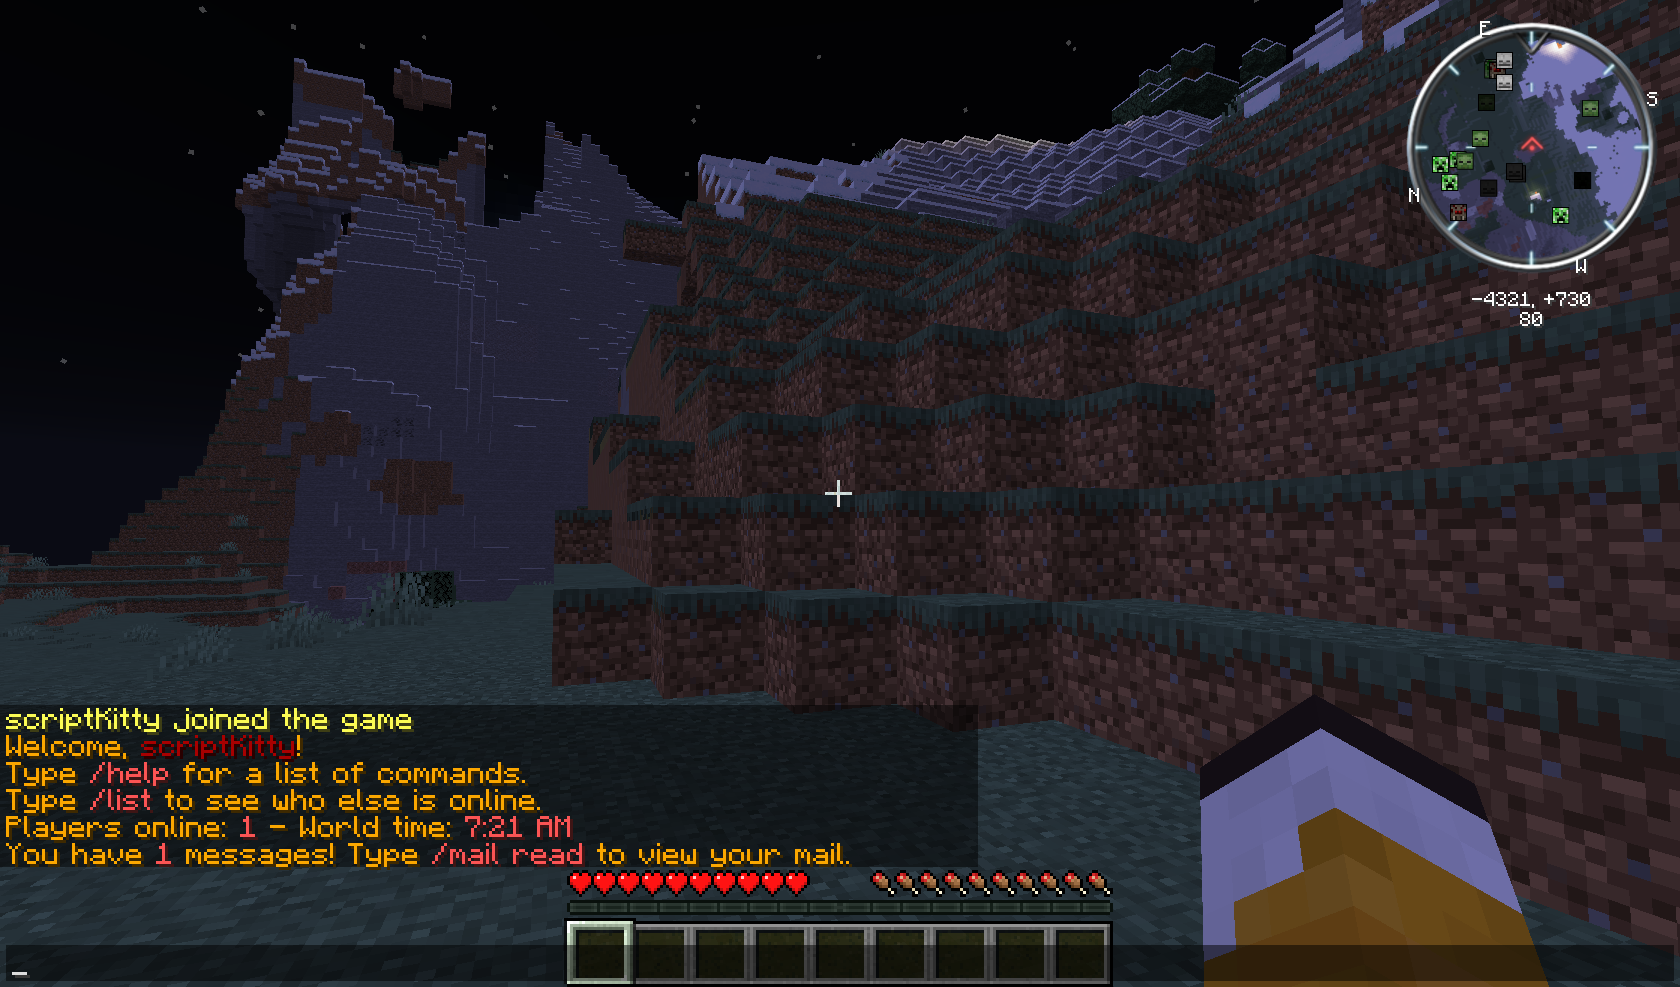 E
S
N
W
-4321, +730
80
scriptKitty joined the game
Welcome, scriptKitty!
Type /help for a list of commands.
Type /list to see who else is online.
Players online: 1 - World time: 7:21 AM
You have 1 messages! Type /mail read to view your mail.
_